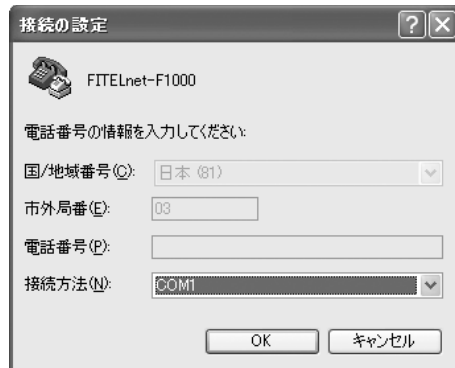 接続の設定
FITELnet-F1000
電話番号の情報を入力してください:
国/地域番号(C): 日本 (81)
市外局番(E): 03
電話番号(P):
接続方法(N): COM1
OK キャンセル